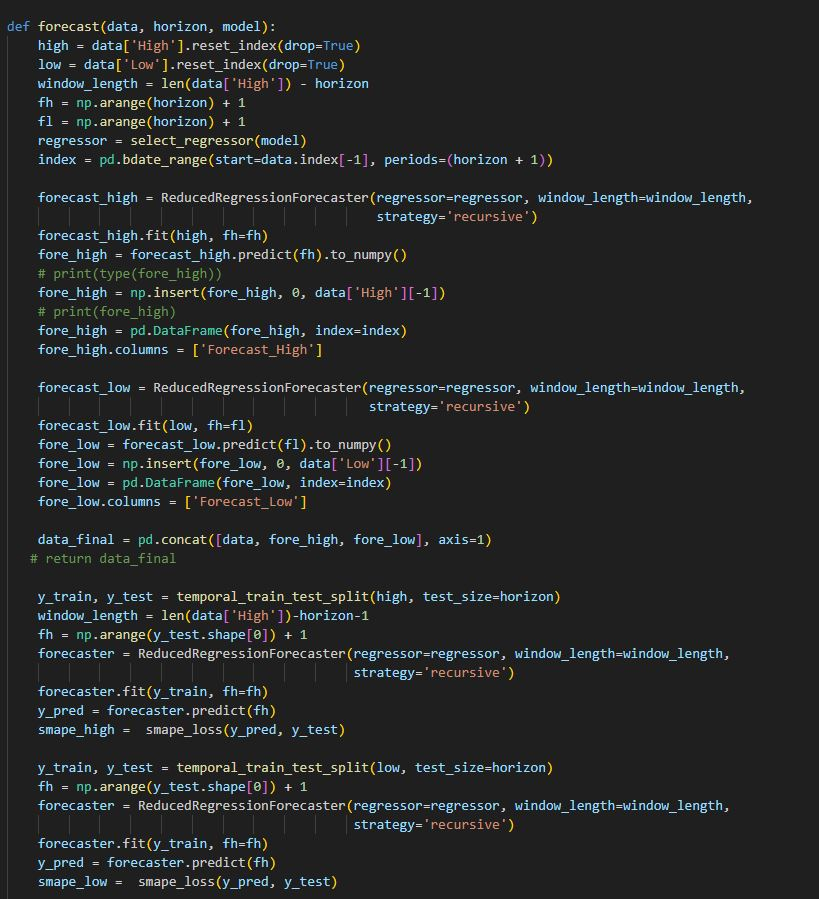 def forecast(data, horizon, model):
    high = data['High'].reset_index(drop=True)
    low = data['Low'].reset_index(drop=True)
    window_length = len(data['High']) - horizon
    fh = np.arange(horizon) + 1
    fl = np.arange(horizon) + 1
    regressor = select_regressor(model)
    index = pd.bdate_range(start=data.index[-1], periods=(horizon + 1))

    forecast_high = ReducedRegressionForecaster(regressor=regressor, window_length=window_length,
                                                strategy='recursive')
    forecast_high.fit(high, fh=fh)
    fore_high = forecast_high.predict(fh).to_numpy()
    # print(type(fore_high))
    fore_high = np.insert(fore_high, 0, data['High'][-1])
    # print(fore_high)
    fore_high = pd.DataFrame(fore_high, index=index)
    fore_high.columns = ['Forecast_High']

    forecast_low = ReducedRegressionForecaster(regressor=regressor, window_length=window_length,
                                               strategy='recursive')
    forecast_low.fit(low, fh=fl)
    fore_low = forecast_low.predict(fl).to_numpy()
    fore_low = np.insert(fore_low, 0, data['Low'][-1])
    fore_low = pd.DataFrame(fore_low, index=index)
    fore_low.columns = ['Forecast_Low']

    data_final = pd.concat([data, fore_high, fore_low], axis=1)
   # return data_final

    y_train, y_test = temporal_train_test_split(high, test_size=horizon)
    window_length = len(data['High'])-horizon-1
    fh = np.arange(y_test.shape[0]) + 1
    forecaster = ReducedRegressionForecaster(regressor=regressor, window_length=window_length,
                                             strategy='recursive')
    forecaster.fit(y_train, fh=fh)
    y_pred = forecaster.predict(fh)
    smape_high =  smape_loss(y_pred, y_test)

    y_train, y_test = temporal_train_test_split(low, test_size=horizon)
    fh = np.arange(y_test.shape[0]) + 1
    forecaster = ReducedRegressionForecaster(regressor=regressor, window_length=window_length,
                                             strategy='recursive')
    forecaster.fit(y_train, fh=fh)
    y_pred = forecaster.predict(fh)
    smape_low =  smape_loss(y_pred, y_test)